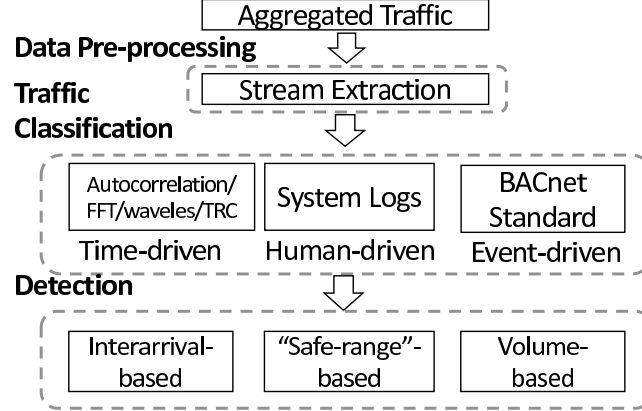 Aggregated Traffic
Data Pre-processing
Stream Extraction
Traffic
Classification
Autocorrelation/
FFT/waveles/TRC
System Logs
BACnet
Standard
Time-driven
Human-driven
Event-driven
Detection
Interarrival-
based
“Safe-range”-
based
Volume-
based